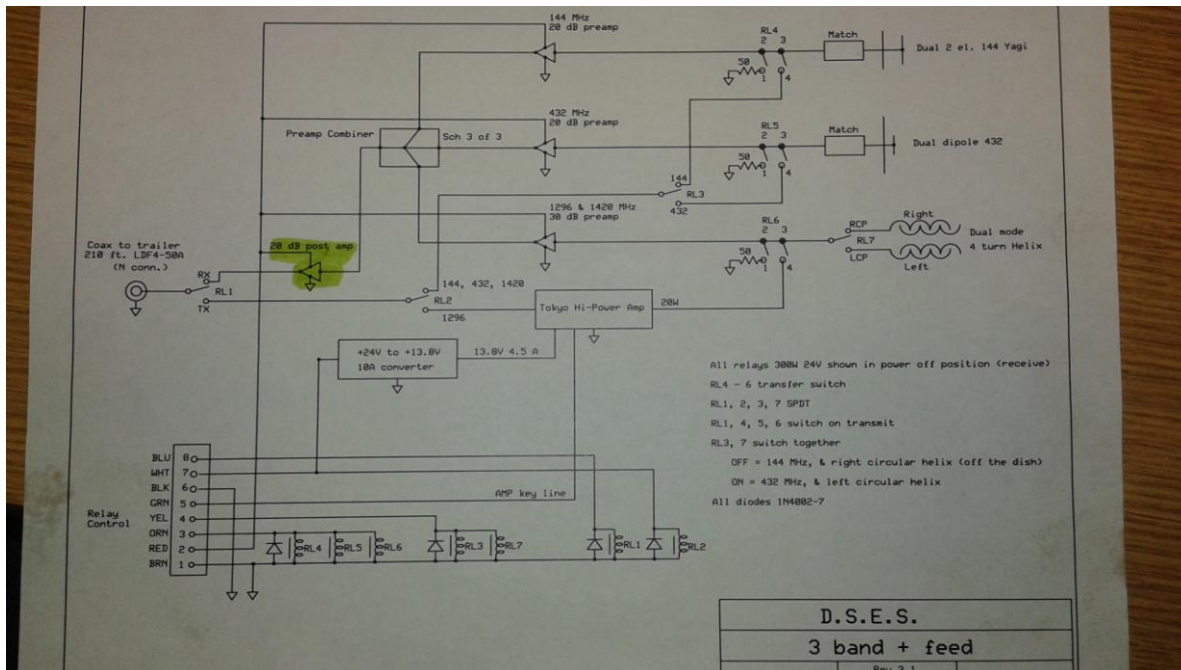 144 MHz
20 dB preamp
RL4
2 3
Match
Dual 2 el. 144 Yagi
50
1 4
432 MHz
20 dB preamp
Preamp Combiner
Sch 3 of 3
RL5
2 3
Match
Dual dipole 432
50
1 4
144
RL3
432
1296 & 1420 MHz
30 dB preamp
RL6
2 3
RCP
Right
RL7
Dual mode
4 turn Helix
LCP
Left
50
1 4
Coax to trailer
210 ft. LDF4-50A
(N conn.)
20 dB post amp
RX
RL1
TX
144, 432, 1420
RL2
1296
Tokyo Hi-Power Amp
20W
+24V to +13.8V
10A converter
13.8V 4.5 A
All relays 300W 24V shown in power off position (receive)
RL4 - 6 transfer switch
RL1, 2, 3, 7 SPDT
RL1, 4, 5, 6 switch on transmit
RL3, 7 switch together
OFF = 144 MHz, & right circular helix (off the dish)
ON = 432 MHz, & left circular helix
All diodes 1N4002-7
Relay
Control
BLU 8
WHT 7
BLK 6
GRN 5
YEL 4
ORN 3
RED 2
BRN 1
AMP key line
RL4 RL5 RL6 RL3 RL7 RL1 RL2
D.S.E.S.
3 band + feed
Rev 3.1